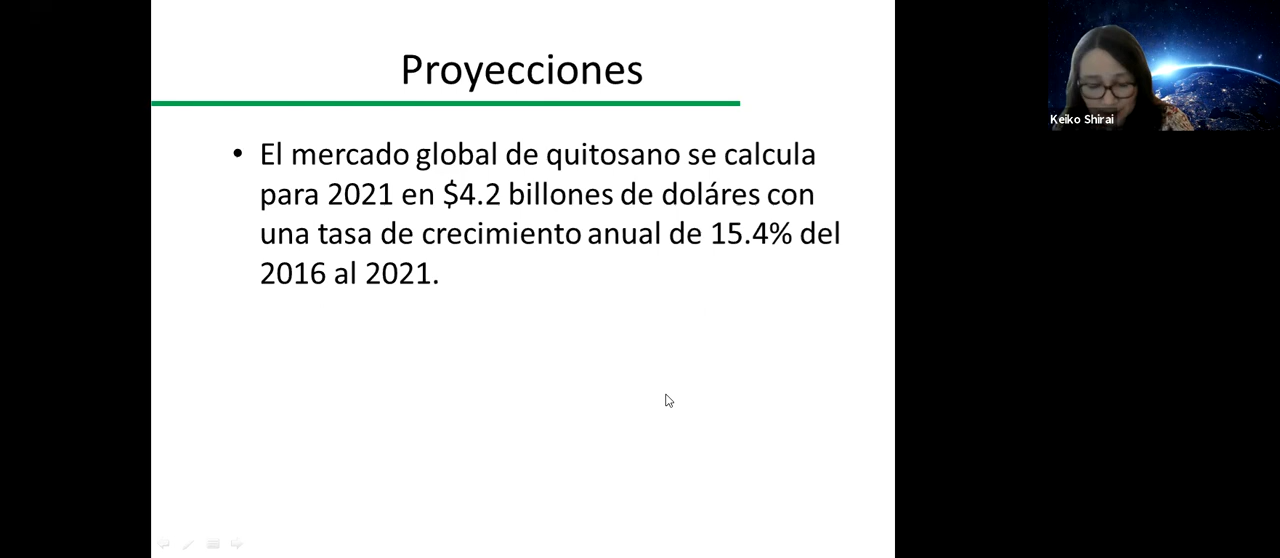 Proyecciones
• El mercado global de quitosano se calcula
para 2021 en $4.2 billones de doláres con
una tasa de crecimiento anual de 15.4% del
2016 al 2021.
Keiko Shirai